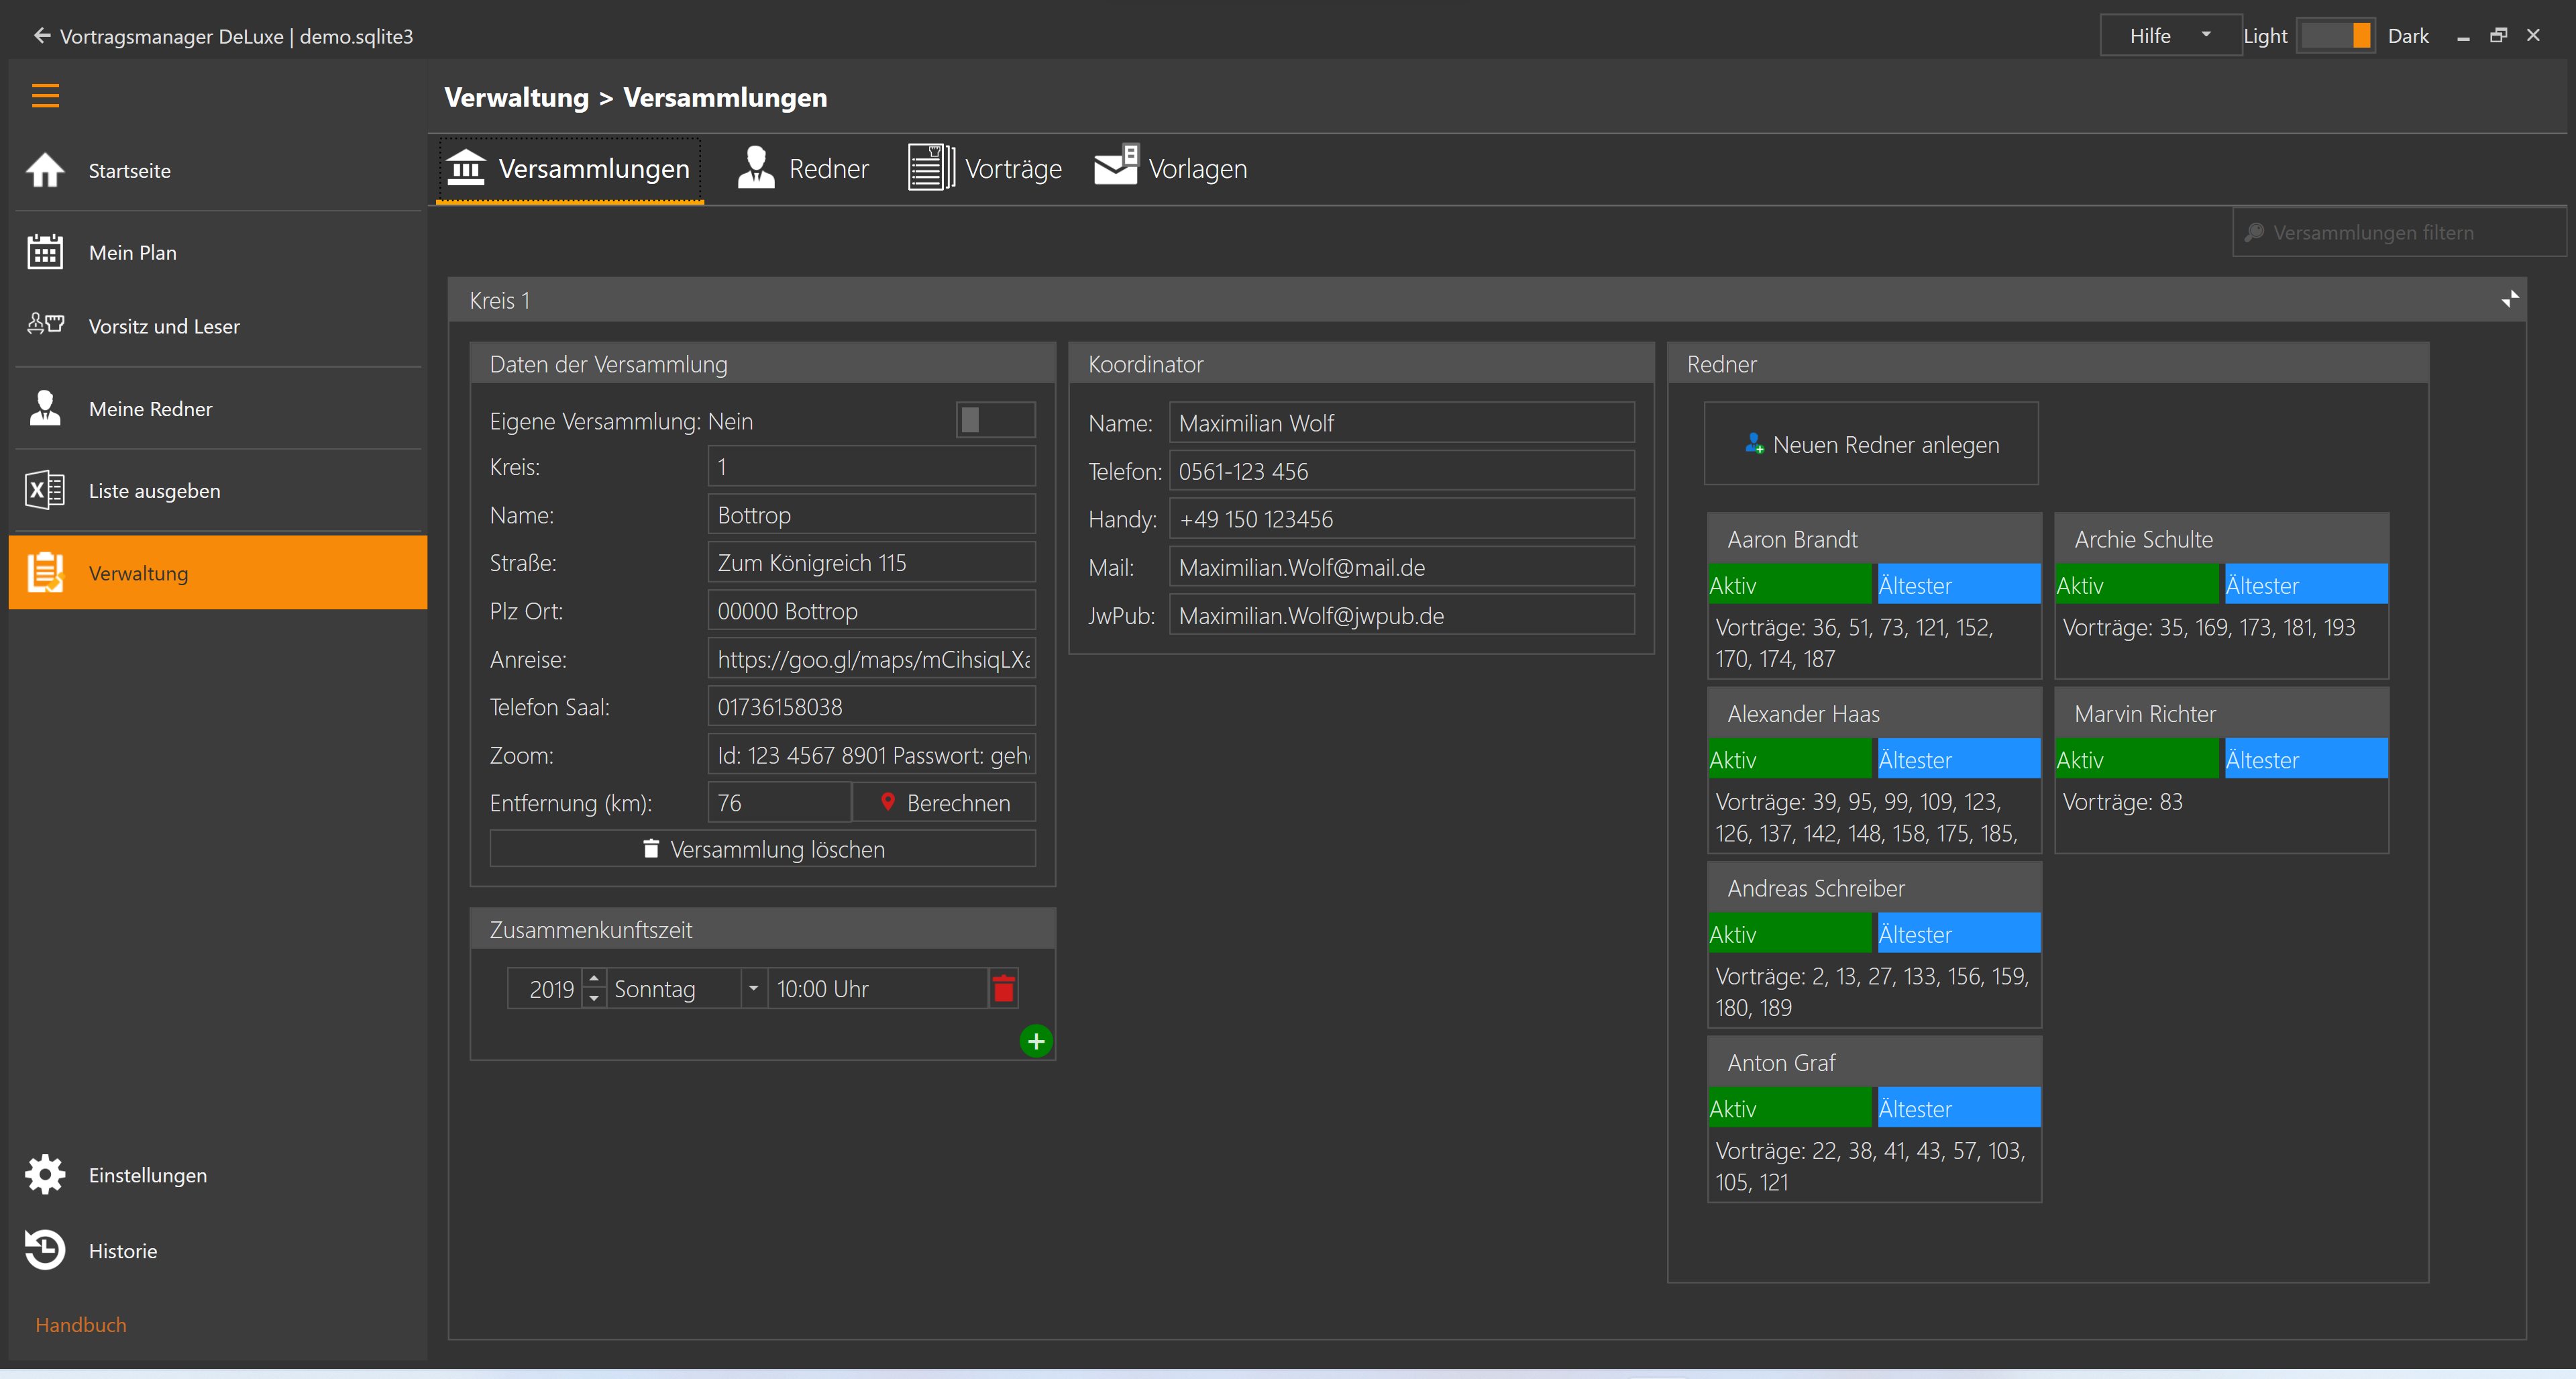 Vortragsmanager DeLuxe | demo.sqlite3
Hilfe
Light
Dark
Startseite
Mein Plan
Vorsitz und Leser
Meine Redner
Liste ausgeben
Verwaltung
Einstellungen
Historie
Handbuch
Verwaltung > Versammlungen
Versammlungen
Redner
Vorträge
Vorlagen
Versammlungen filtern
Kreis 1
Daten der Versammlung
Eigene Versammlung: Nein
Kreis: 1
Name: Bottrop
Straße: Zum Königreich 115
Plz Ort: 00000 Bottrop
Anreise: https://goo.gl/maps/mCihsiqLXa
Telefon Saal: 01736158038
Zoom: Id: 123 4567 8901 Passwort: geh
Entfernung (km): 76 Berechnen
Versammlung löschen
Zusammenkunftszeit
2019 Sonntag 10:00 Uhr
Koordinator
Name: Maximilian Wolf
Telefon: 0561-123 456
Handy: +49 150 123456
Mail: Maximilian.Wolf@mail.de
JwPub: Maximilian.Wolf@jwpub.de
Redner
Neuen Redner anlegen
Aaron Brandt
Aktiv Ältester
Vorträge: 36, 51, 73, 121, 152,
170, 174, 187
Archie Schulte
Aktiv Ältester
Vorträge: 35, 169, 173, 181, 193
Alexander Haas
Aktiv Ältester
Vorträge: 39, 95, 99, 109, 123,
126, 137, 142, 148, 158, 175, 185,
Marvin Richter
Aktiv Ältester
Vorträge: 83
Andreas Schreiber
Aktiv Ältester
Vorträge: 2, 13, 27, 133, 156, 159,
180, 189
Anton Graf
Aktiv Ältester
Vorträge: 22, 38, 41, 43, 57, 103,
105, 121